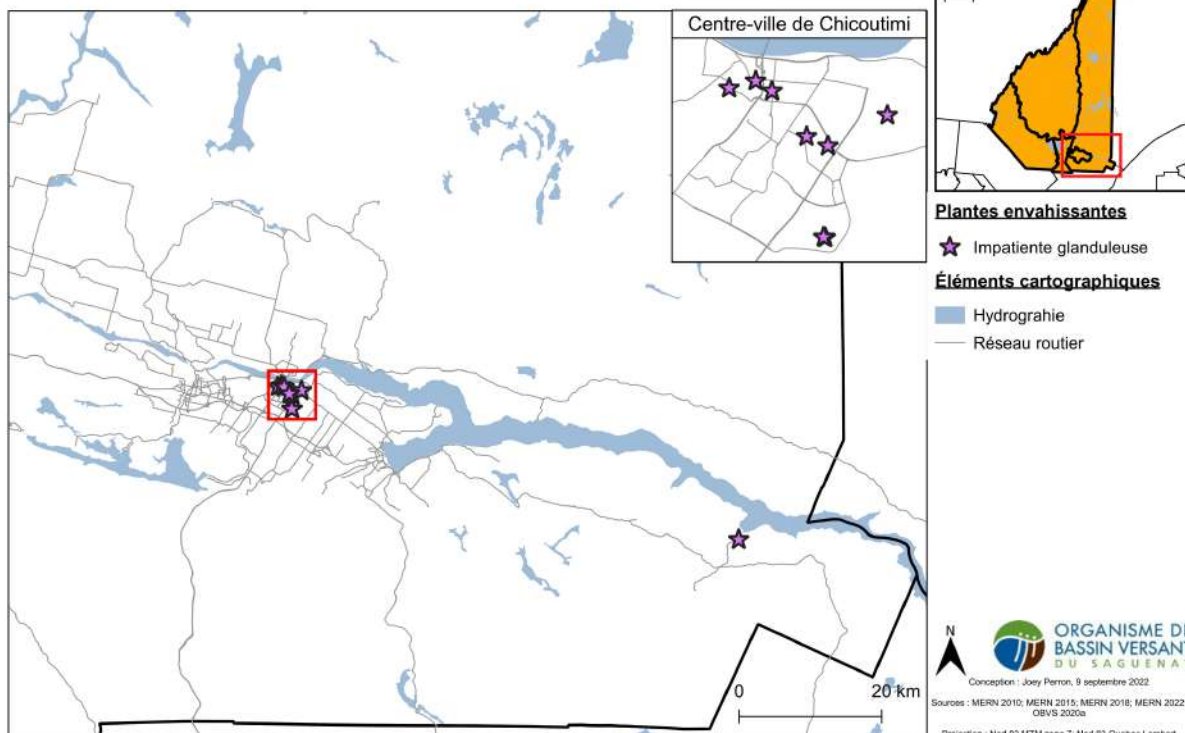 Centre-ville de Chicoutimi
Plantes envahissantes
Impatiente glanduleuse
Éléments cartographiques
Hydrograhie
Réseau routier
N
ORGANISME DE
BASSIN VERSANT
DU SAGUENAY
Conception : Joey Perron, 9 septembre 2022
0 20 km
Sources : MERN 2010; MERN 2015; MERN 2018; MERN 2022
OBVS 2020a